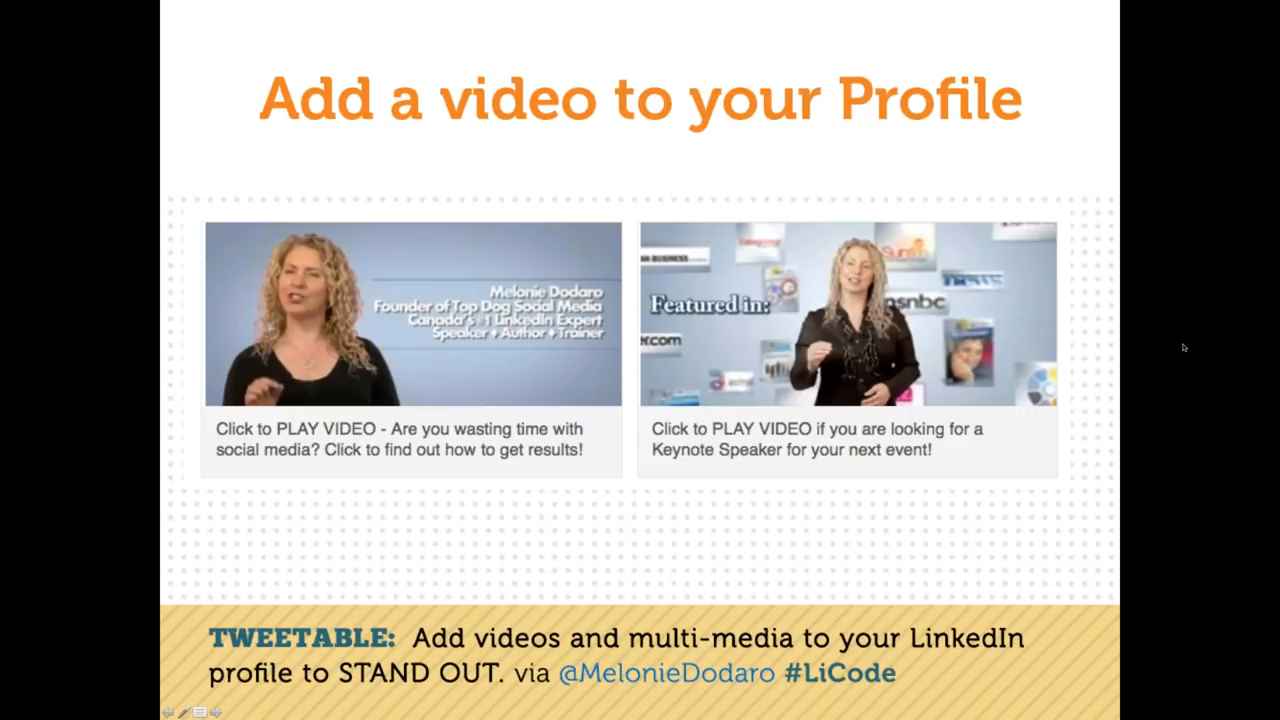 Add a video to your Profile
Melonie Dodaro
Founder of Top Dog Social Media
Canada's #1 LinkedIn Expert
Speaker ♦ Author ♦ Trainer
Featured in:
msnbc
news
Click to PLAY VIDEO - Are you wasting time with
social media? Click to find out how to get results!
Click to PLAY VIDEO if you are looking for a
Keynote Speaker for your next event!
TWEETABLE: Add videos and multi-media to your LinkedIn
profile to STAND OUT. via @MelonieDodaro #LiCode